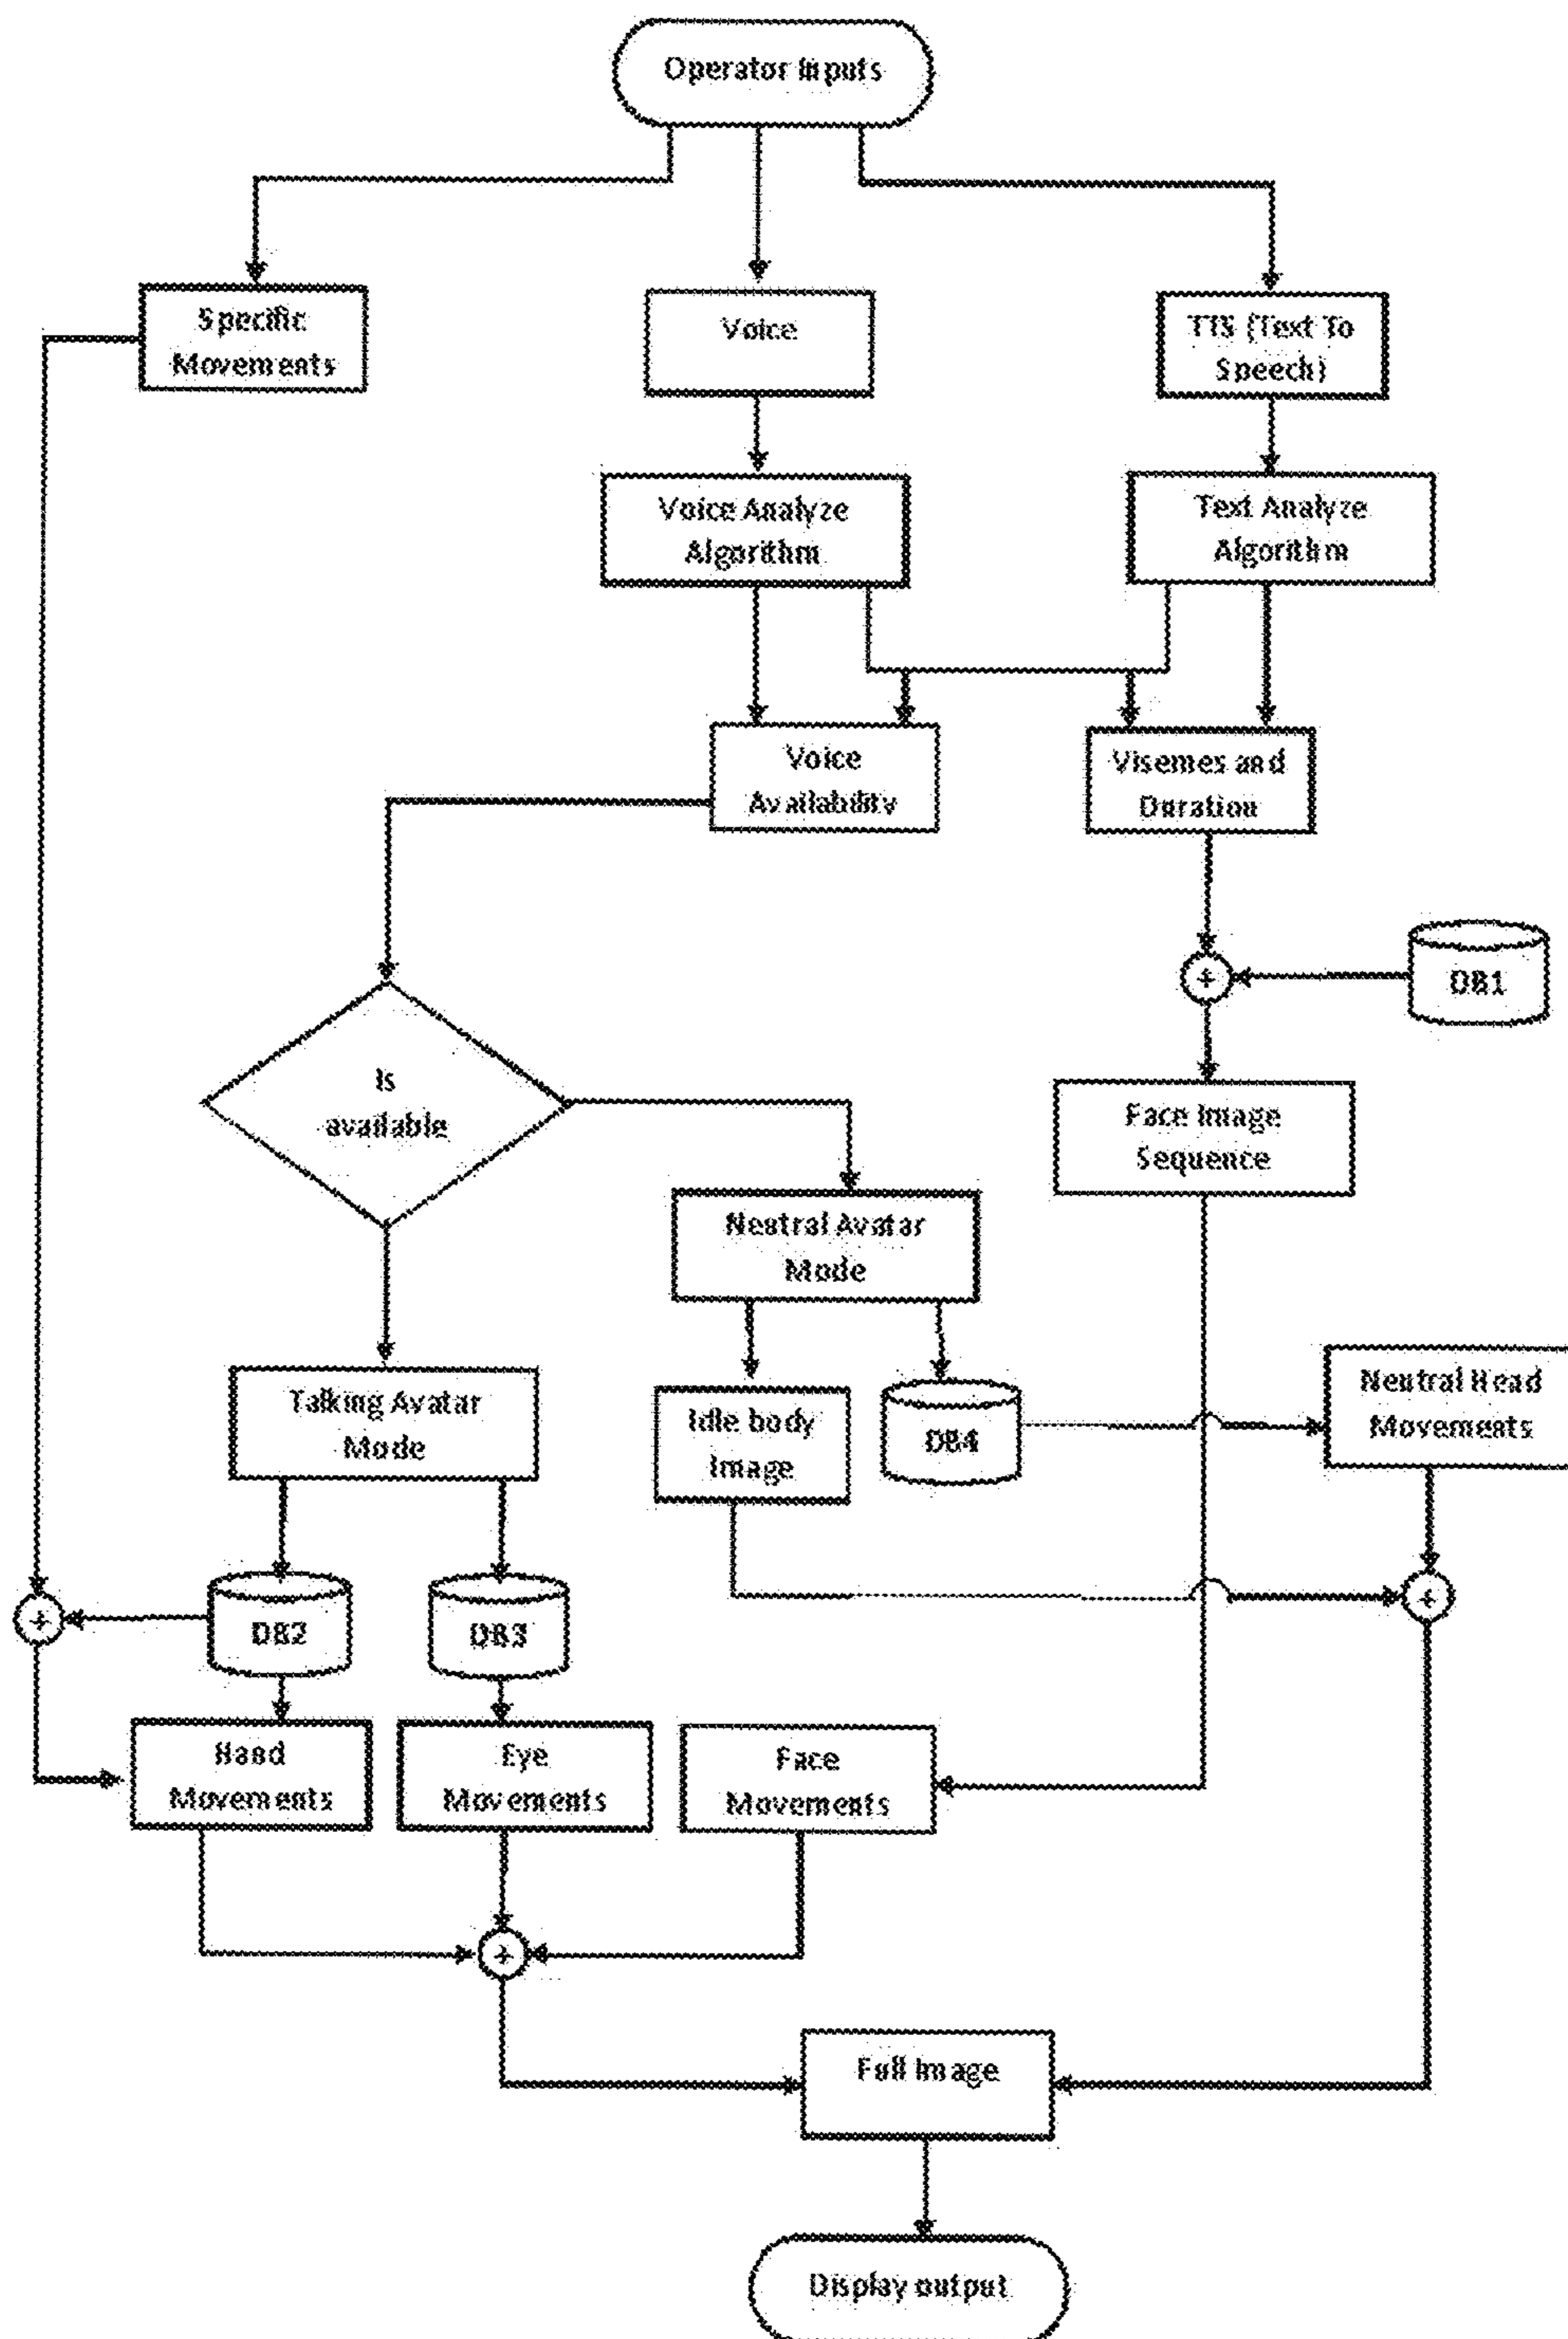 Operator Inputs
Specific
Movements
Voice
TTS (Text To
Speech)
Voice Analyze
Algorithm
Text Analyze
Algorithm
Voice
Availability
Visemes and
Duration
+
DB1
Is
available
Face Image
Sequence
Neutral Avatar
Mode
Talking Avatar
Mode
Idle body
Image
DB4
Neutral Head
Movements
+
DB2
DB3
+
Hand
Movements
Eye
Movements
Face
Movements
+
Full Image
Display output